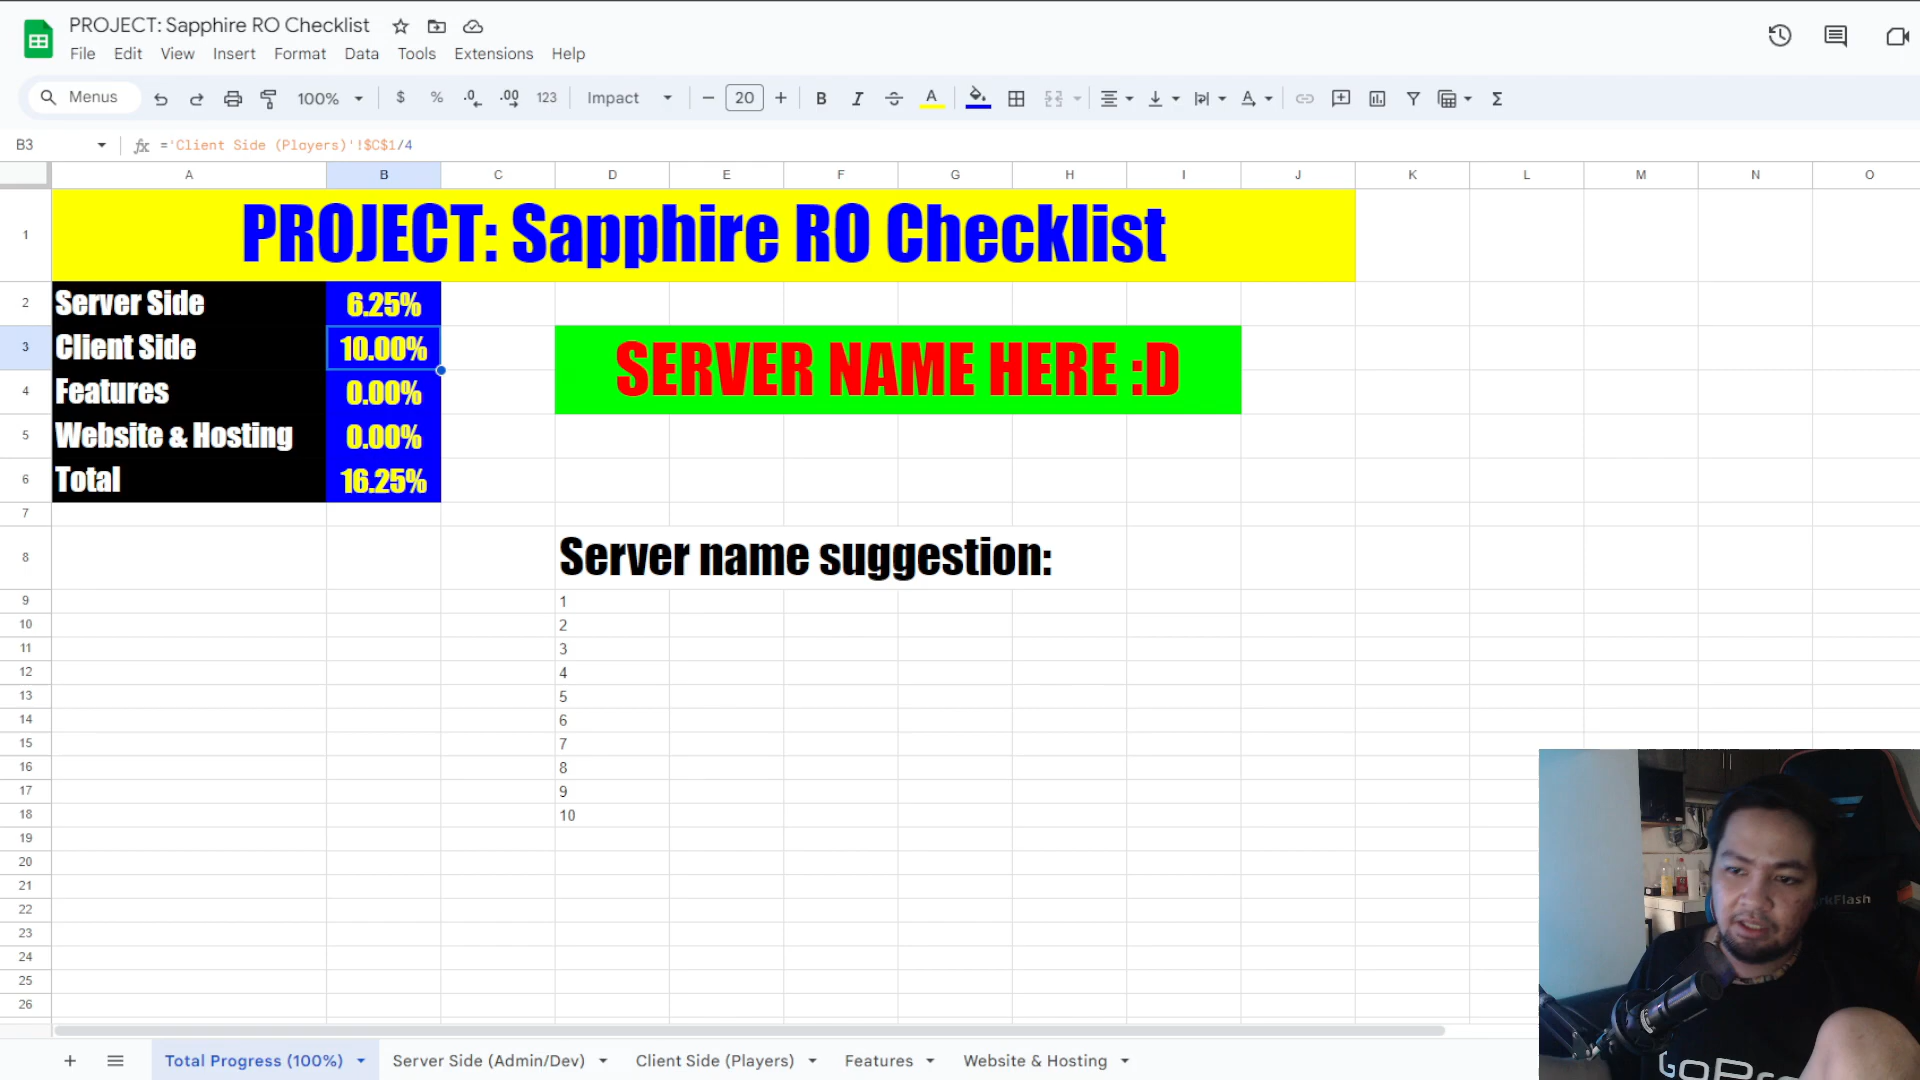 PROJECT: Sapphire RO Checklist
File Edit View Insert Format Data Tools Extensions Help
Menus 100% $ % .0 .00 123 Impact 20 B I A
B3 fx ='Client Side (Ployers)'!$C$1/4
A B C D E F G H I J K L M N O
1 PROJECT: Sapphire RO Checklist
2 Server Side 6.25%
3 Client Side 10.00%
SERVER NAME HERE :D
4 Features 0.00%
5 Website & Hosting 0.00%
6 Total 16.25%
7
8 Server name suggestion:
9 1
10 2
11 3
12 4
13 5
14 6
15 7
16 8
17 9
18 10
19
20
21
22
23
24
25
26
GoPro
Total Progress (100%) Server Side (Admin/Dev) Client Side (Players) Features Website & Hosting